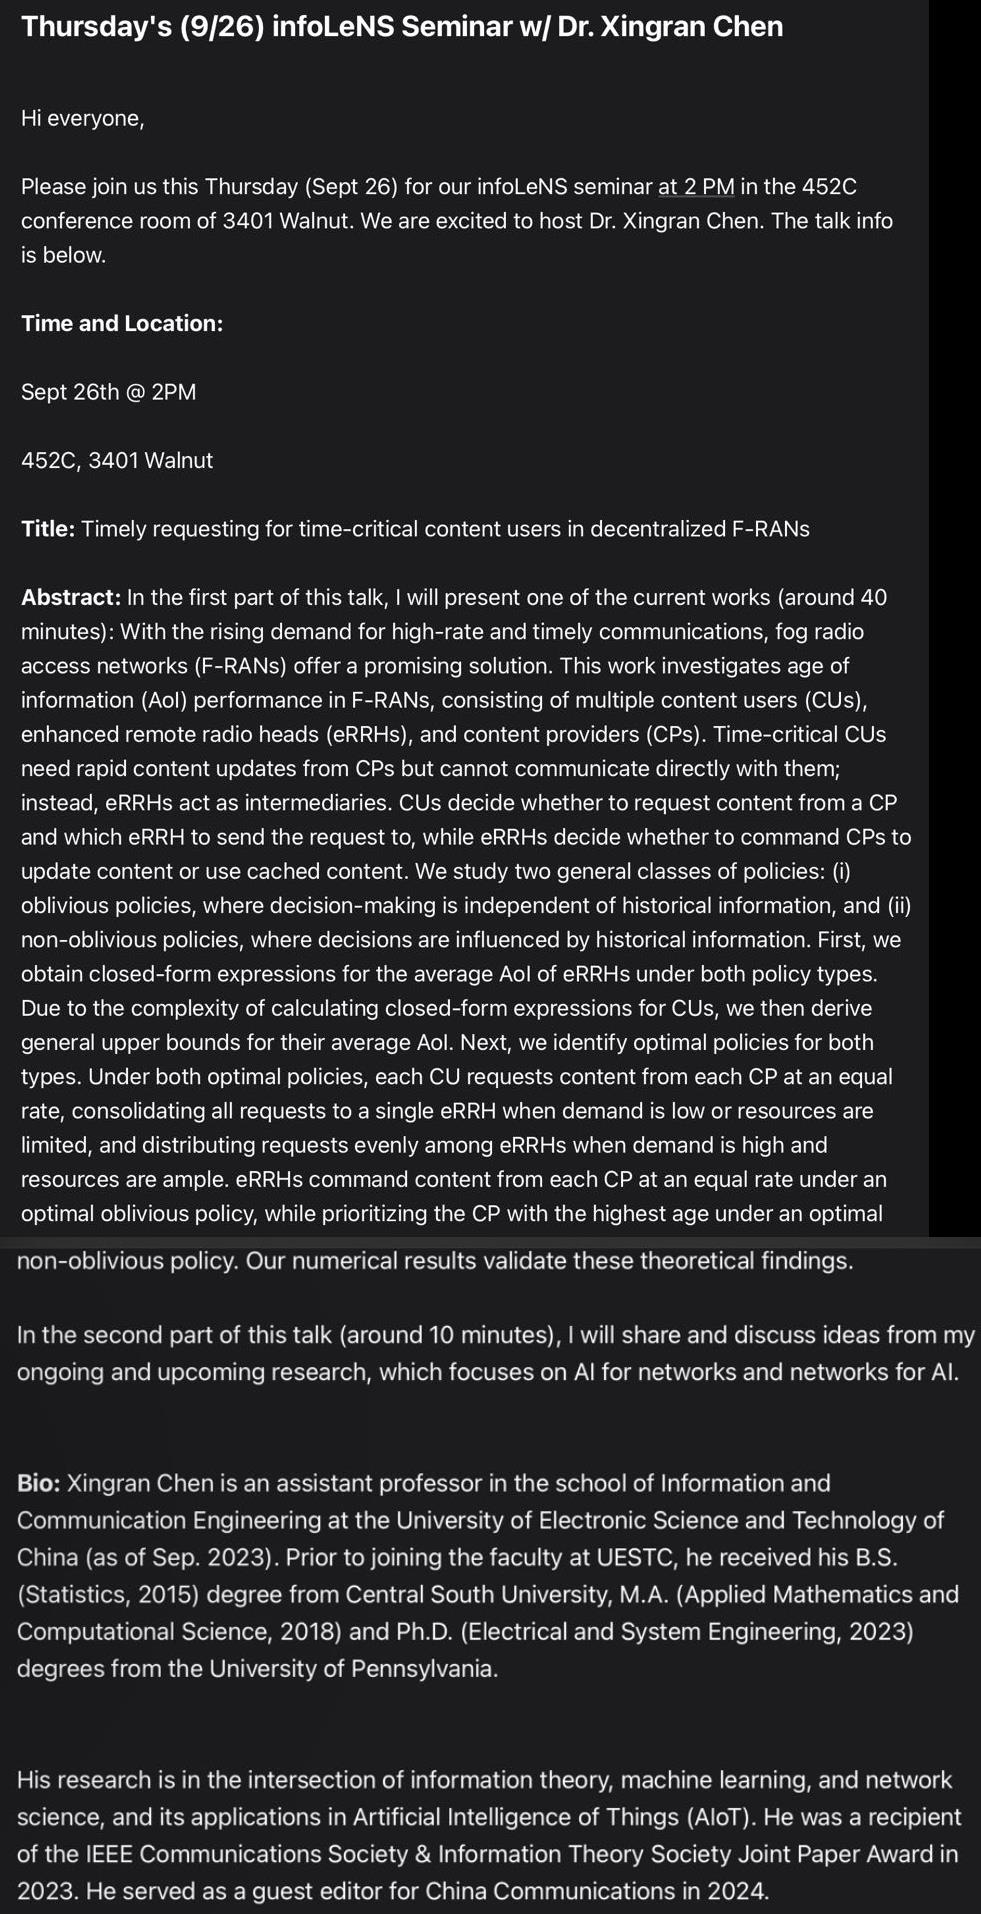 Thursday's (9/26) infoLeNS Seminar w/ Dr. Xingran Chen
Hi everyone,
Please join us this Thursday (Sept 26) for our infoLeNS seminar at 2 PM in the 452C
conference room of 3401 Walnut. We are excited to host Dr. Xingran Chen. The talk info
is below.
Time and Location:
Sept 26th @ 2PM
452C, 3401 Walnut
Title: Timely requesting for time-critical content users in decentralized F-RANs
Abstract: In the first part of this talk, I will present one of the current works (around 40
minutes): With the rising demand for high-rate and timely communications, fog radio
access networks (F-RANs) offer a promising solution. This work investigates age of
information (AoI) performance in F-RANs, consisting of multiple content users (CUs),
enhanced remote radio heads (eRRHs), and content providers (CPs). Time-critical CUs
need rapid content updates from CPs but cannot communicate directly with them;
instead, eRRHs act as intermediaries. CUs decide whether to request content from a CP
and which eRRH to send the request to, while eRRHs decide whether to command CPs to
update content or use cached content. We study two general classes of policies: (i)
oblivious policies, where decision-making is independent of historical information, and (ii)
non-oblivious policies, where decisions are influenced by historical information. First, we
obtain closed-form expressions for the average AoI of eRRHs under both policy types.
Due to the complexity of calculating closed-form expressions for CUs, we then derive
general upper bounds for their average AoI. Next, we identify optimal policies for both
types. Under both optimal policies, each CU requests content from each CP at an equal
rate, consolidating all requests to a single eRRH when demand is low or resources are
limited, and distributing requests evenly among eRRHs when demand is high and
resources are ample. eRRHs command content from each CP at an equal rate under an
optimal oblivious policy, while prioritizing the CP with the highest age under an optimal
non-oblivious policy. Our numerical results validate these theoretical findings.
In the second part of this talk (around 10 minutes), I will share and discuss ideas from my
ongoing and upcoming research, which focuses on AI for networks and networks for AI.
Bio: Xingran Chen is an assistant professor in the school of Information and
Communication Engineering at the University of Electronic Science and Technology of
China (as of Sep. 2023). Prior to joining the faculty at UESTC, he received his B.S.
(Statistics, 2015) degree from Central South University, M.A. (Applied Mathematics and
Computational Science, 2018) and Ph.D. (Electrical and System Engineering, 2023)
degrees from the University of Pennsylvania.
His research is in the intersection of information theory, machine learning, and network
science, and its applications in Artificial Intelligence of Things (AIoT). He was a recipient
of the IEEE Communications Society & Information Theory Society Joint Paper Award in
2023. He served as a guest editor for China Communications in 2024.